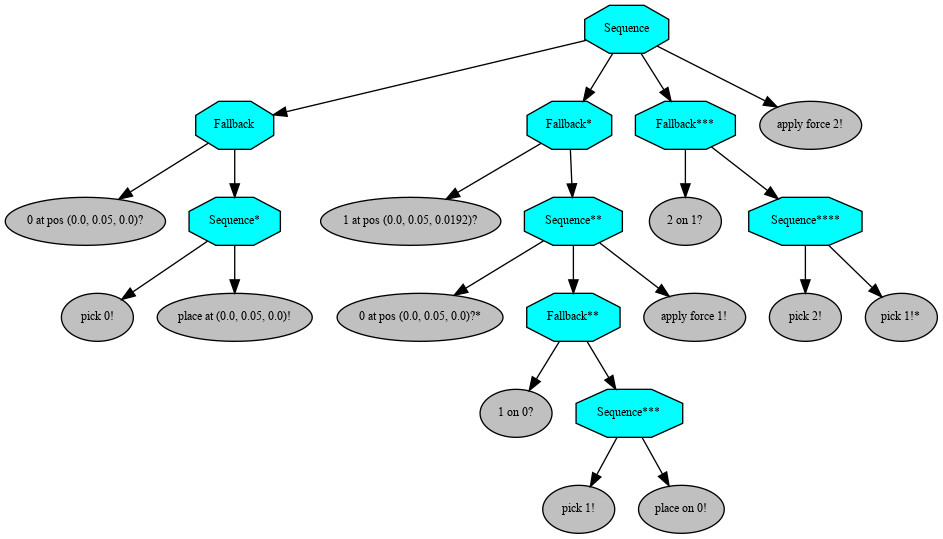 Sequence
Fallback
Fallback*
Fallback***
apply force 2!
0 at pos (0.0, 0.05, 0.0)?
Sequence*
1 at pos (0.0, 0.05, 0.0192)?
Sequence**
2 on 1?
Sequence****
pick 0!
place at (0.0, 0.05, 0.0)!
0 at pos (0.0, 0.05, 0.0)?*
Fallback**
apply force 1!
pick 2!
pick 1!*
1 on 0?
Sequence***
pick 1!
place on 0!